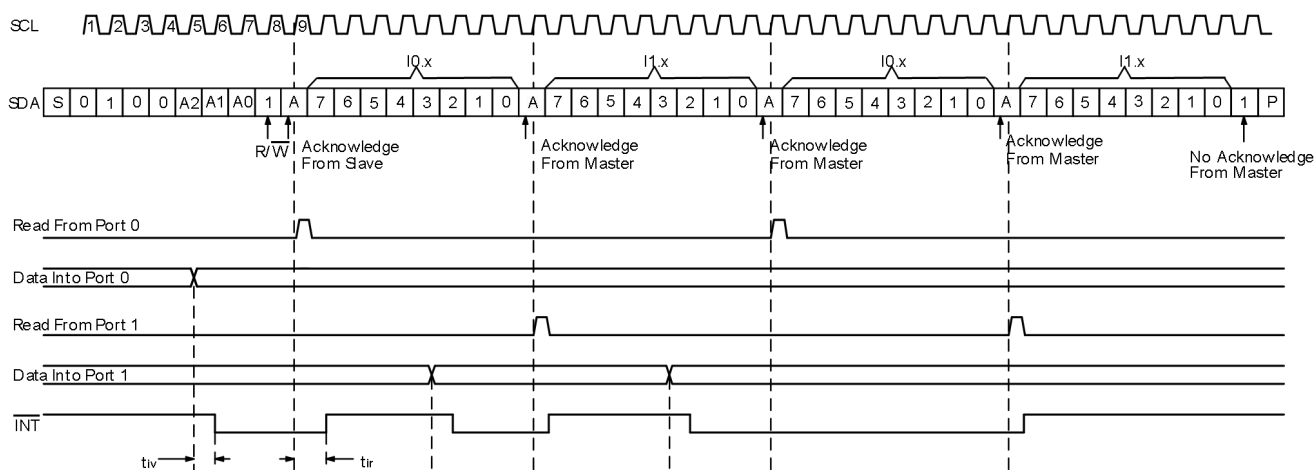 SCL 1 2 3 4 5 6 7 8 9
I0.x I1.x I0.x I1.x
SDA S 0 1 0 0 A2 A1 A0 1 A 7 6 5 4 3 2 1 0 A 7 6 5 4 3 2 1 0 A 7 6 5 4 3 2 1 0 A 7 6 5 4 3 2 1 0 1 P
R/W
Acknowledge
From Slave
Acknowledge
From Master
Acknowledge
From Master
Acknowledge
From Master
No Acknowledge
From Master
Read From Port 0
Data Into Port 0
Read From Port 1
Data Into Port 1
INT
tiv
tir